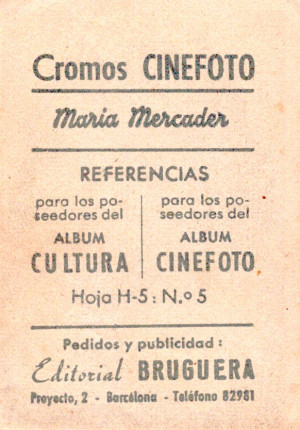 Cromos CINEFOTO
Maria Mercader
REFERENCIAS
para los po-
seedores del
ALBUM
CULTURA
para los po-
seedores del
ALBUM
CINEFOTO
Hoja H-5: N.º 5
Pedidos y publicidad:
Editorial BRUGUERA
Proyecto, 2 - Barcelona - Teléfono 82981